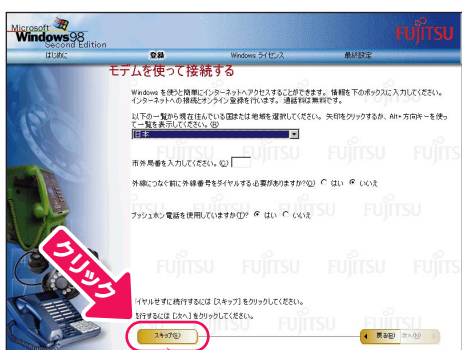 Microsoft
Windows98
Second Edition
FUJITSU
はじめに 登録 Windows ライセンス 最終設定
モデムを使って接続する
Windows を使うと簡単にインターネットへアクセスすることができます。情報を下のボックスに入力してください。
インターネットへの接続とオンライン登録を行います。通話料は無料です。
以下の一覧から現在住んでいる国または地域を選択してください。矢印をクリックするか、Alt+方向キーを使っ
て一覧を表示してください。(R)
日本
市外局番を入力してください。(C)
外線につなぐ前に外線番号をダイヤルする必要がありますか?(O) はい いいえ
プッシュホン電話を使用していますか(T)? はい いいえ
FUJITSU FUJITSU FUJITSU
クリック
イヤルせずに続行するには [スキップ] をクリックしてください。
続行するには [次へ] をクリックしてください。
スキップ(S) 戻る(B) 次へ(N)